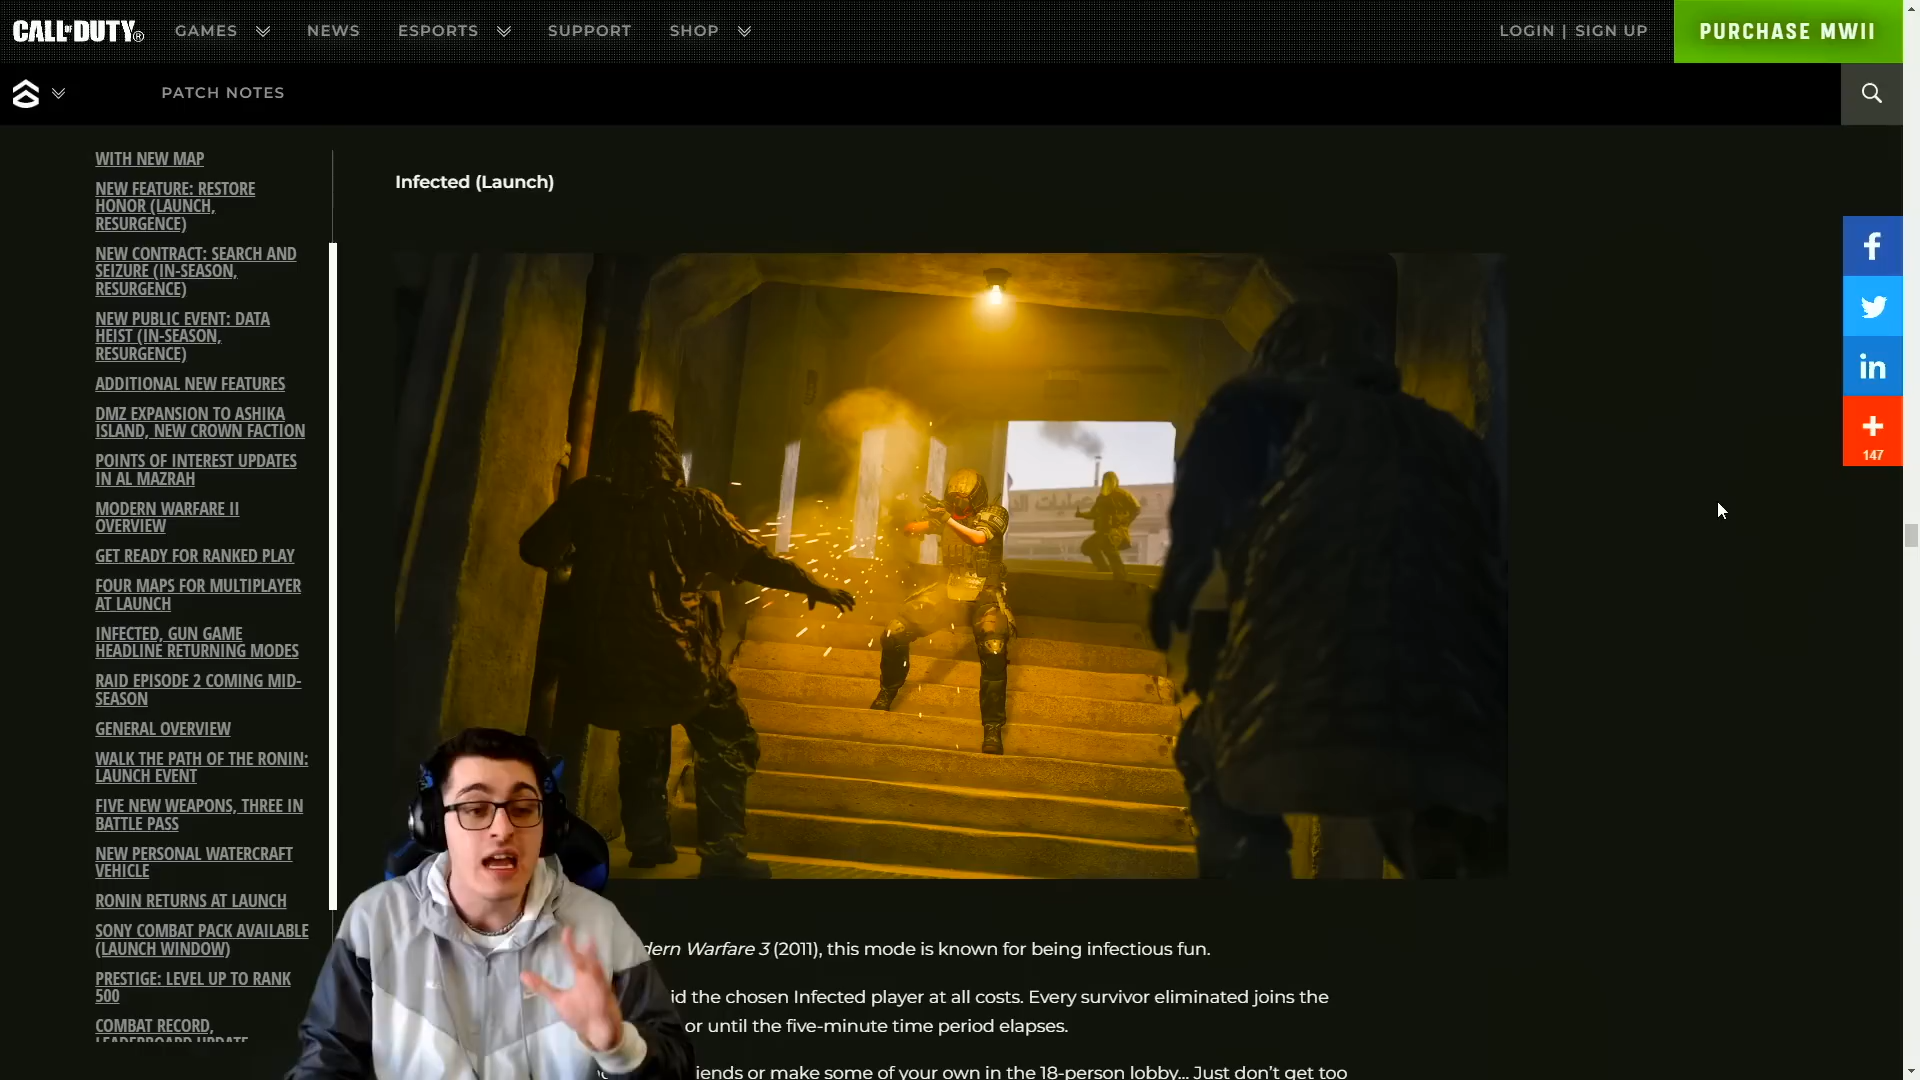 CALL OF DUTY®
GAMES
NEWS
ESPORTS
SUPPORT
SHOP
LOGIN | SIGN UP
PURCHASE MWII
PATCH NOTES
WITH NEW MAP
NEW FEATURE: RESTORE
HONOR (LAUNCH,
RESURGENCE)
NEW CONTRACT: SEARCH AND
SEIZURE (IN-SEASON,
RESURGENCE)
NEW PUBLIC EVENT: DATA
HEIST (IN-SEASON,
RESURGENCE)
ADDITIONAL NEW FEATURES
DMZ EXPANSION TO ASHIKA
ISLAND, NEW CROWN FACTION
POINTS OF INTEREST UPDATES
IN AL MAZRAH
MODERN WARFARE II
OVERVIEW
GET READY FOR RANKED PLAY
FOUR MAPS FOR MULTIPLAYER
AT LAUNCH
INFECTED, GUN GAME
HEADLINE RETURNING MODES
RAID EPISODE 2 COMING MID-
SEASON
GENERAL OVERVIEW
WALK THE PATH OF THE RONIN:
LAUNCH EVENT
FIVE NEW WEAPONS, THREE IN
BATTLE PASS
NEW PERSONAL WATERCRAFT
VEHICLE
RONIN RETURNS AT LAUNCH
SONY COMBAT PACK AVAILABLE
(LAUNCH WINDOW)
PRESTIGE: LEVEL UP TO RANK
500
COMBAT RECORD,
LEADERBOARD UPDATE
Infected (Launch)
dern Warfare 3 (2011), this mode is known for being infectious fun.
id the chosen Infected player at all costs. Every survivor eliminated joins the
or until the five-minute time period elapses.
iends or make some of your own in the 18-person lobby... Just don't get too
f
in
+
147